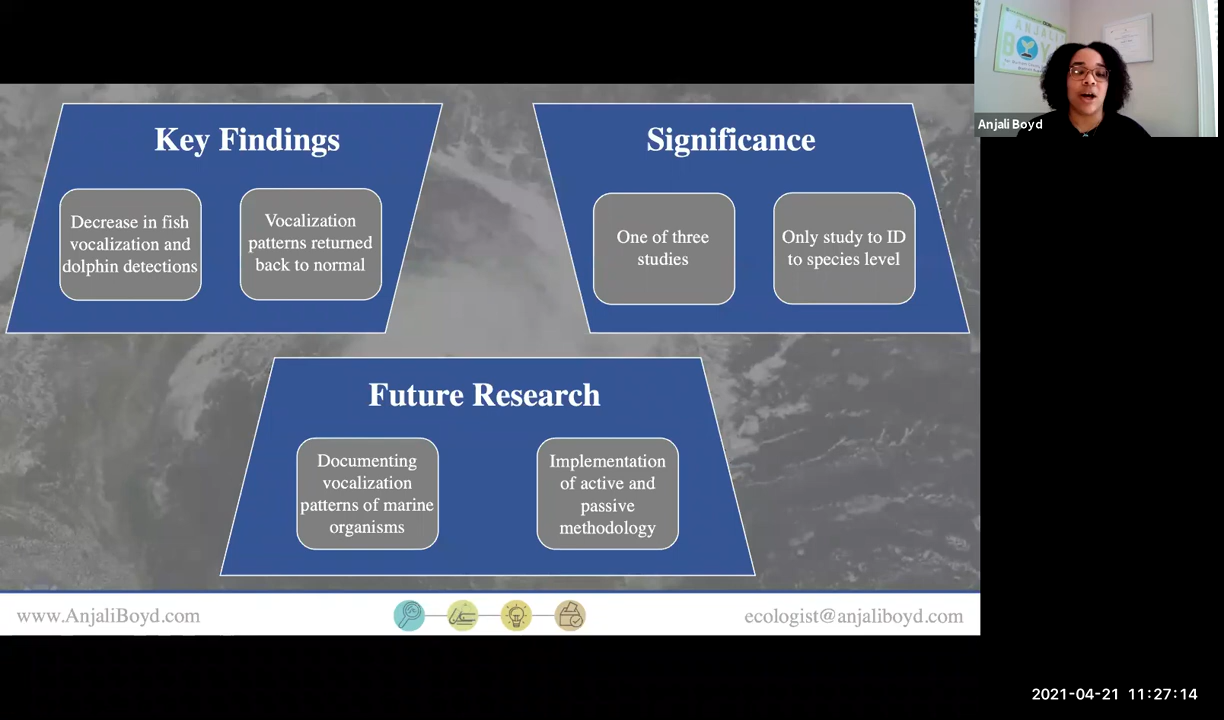 ANJALI
BOY
Anjali Boyd
Key Findings
Decrease in fish
vocalization and
dolphin detections
Vocalization
patterns returned
back to normal
Significance
One of three
studies
Only study to ID
to species level
Future Research
Documenting
vocalization
patterns of marine
organisms
Implementation
of active and
passive
methodology
www.AnjaliBoyd.com
ecologist@anjaliboyd.com
2021-04-21 11:27:14